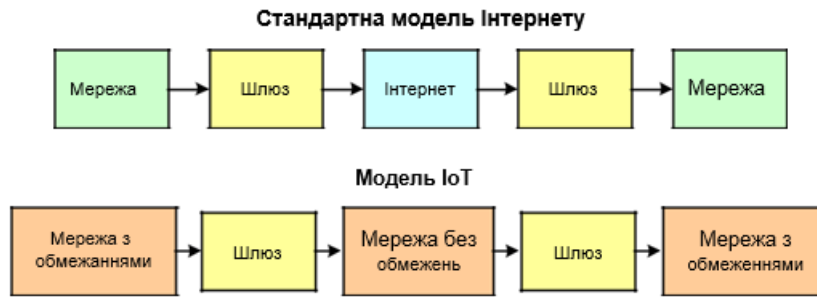 Стандартна модель Інтернету
Мережа
Шлюз
Інтернет
Шлюз
Мережа
Модель IoT
Мережа з
обмежаннями
Шлюз
Мережа без
обмежень
Шлюз
Мережа з
обмеженнями